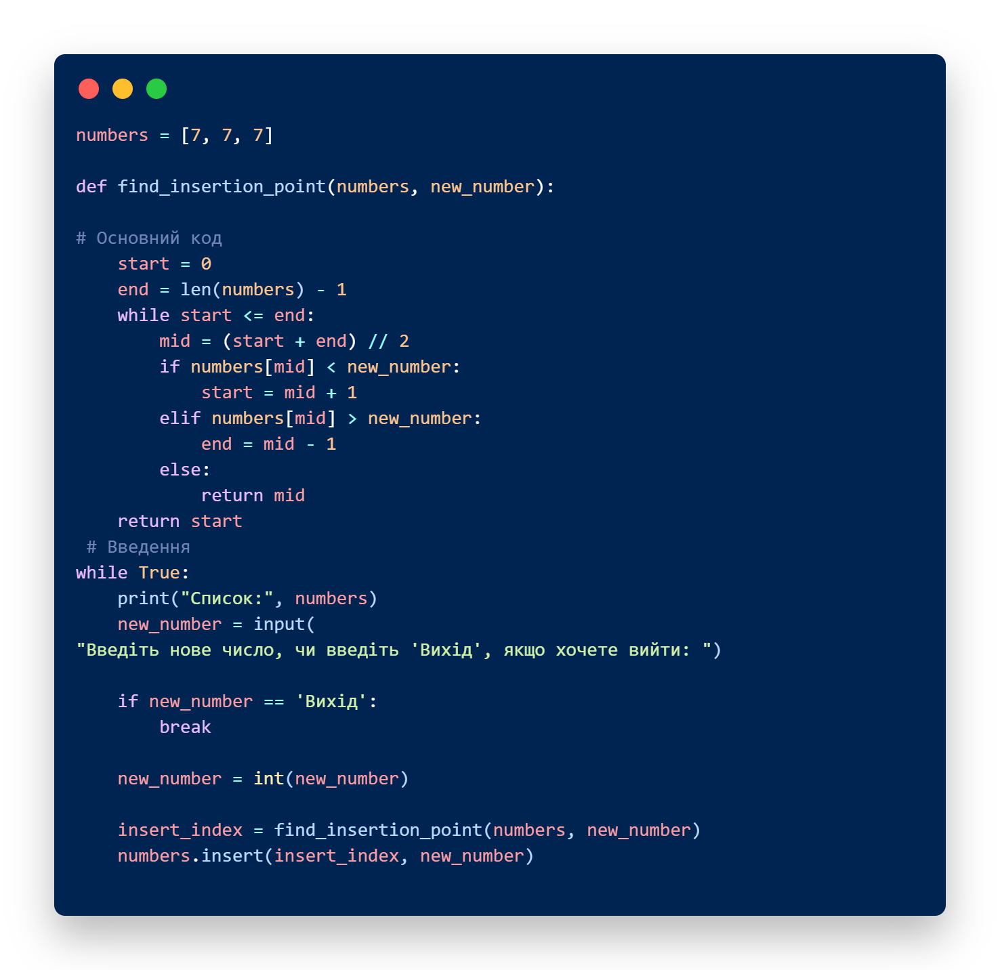 numbers = [7, 7, 7]
def find_insertion_point(numbers, new_number):
# Основний код
    start = 0
    end = len(numbers) - 1
    while start <= end:
        mid = (start + end) // 2
        if numbers[mid] < new_number:
            start = mid + 1
        elif numbers[mid] > new_number:
            end = mid - 1
        else:
            return mid
    return start
 # Введення
while True:
    print("Список:", numbers)
    new_number = input(
"Введіть нове число, чи введіть 'Вихід', якщо хочете вийти: ")
    if new_number == 'Вихід':
        break
    new_number = int(new_number)
    insert_index = find_insertion_point(numbers, new_number)
    numbers.insert(insert_index, new_number)